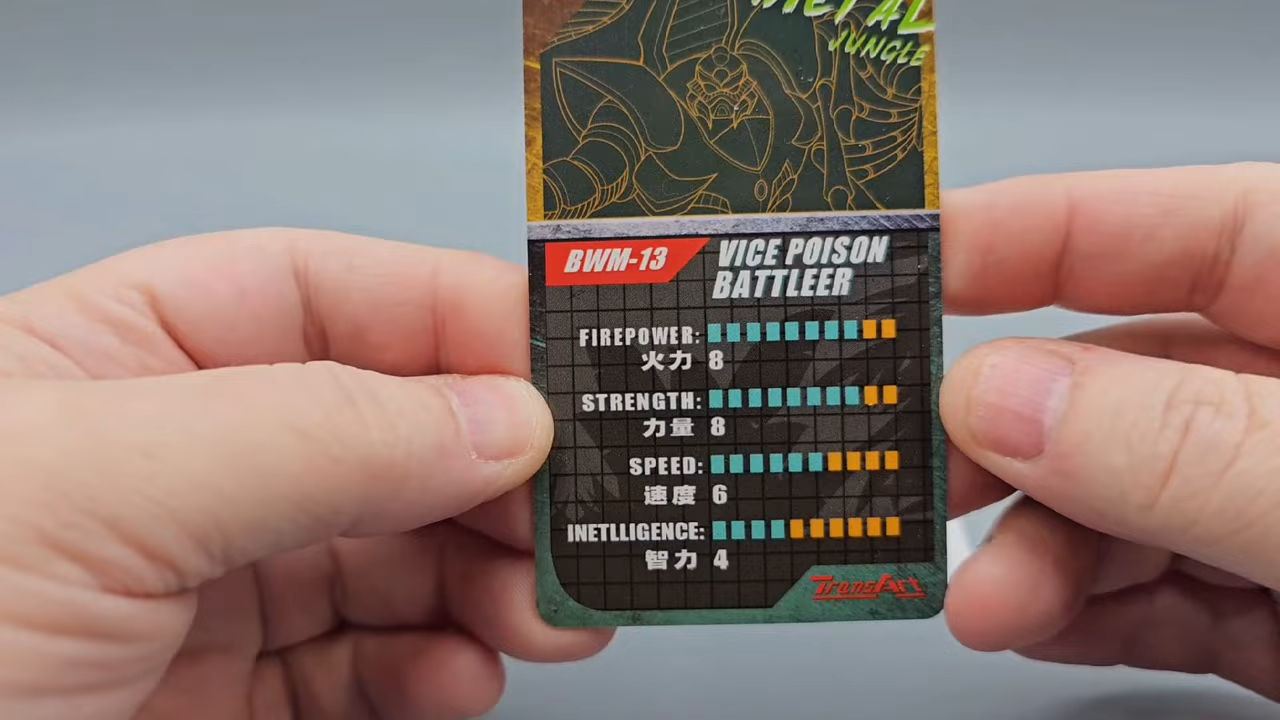 METAL
JUNGLE
BWM-13
VICE POISON
BATTLEER
FIREPOWER:
火力 8
STRENGTH:
力量 8
SPEED:
速度 6
INETLLIGENCE:
智力 4
TransArt